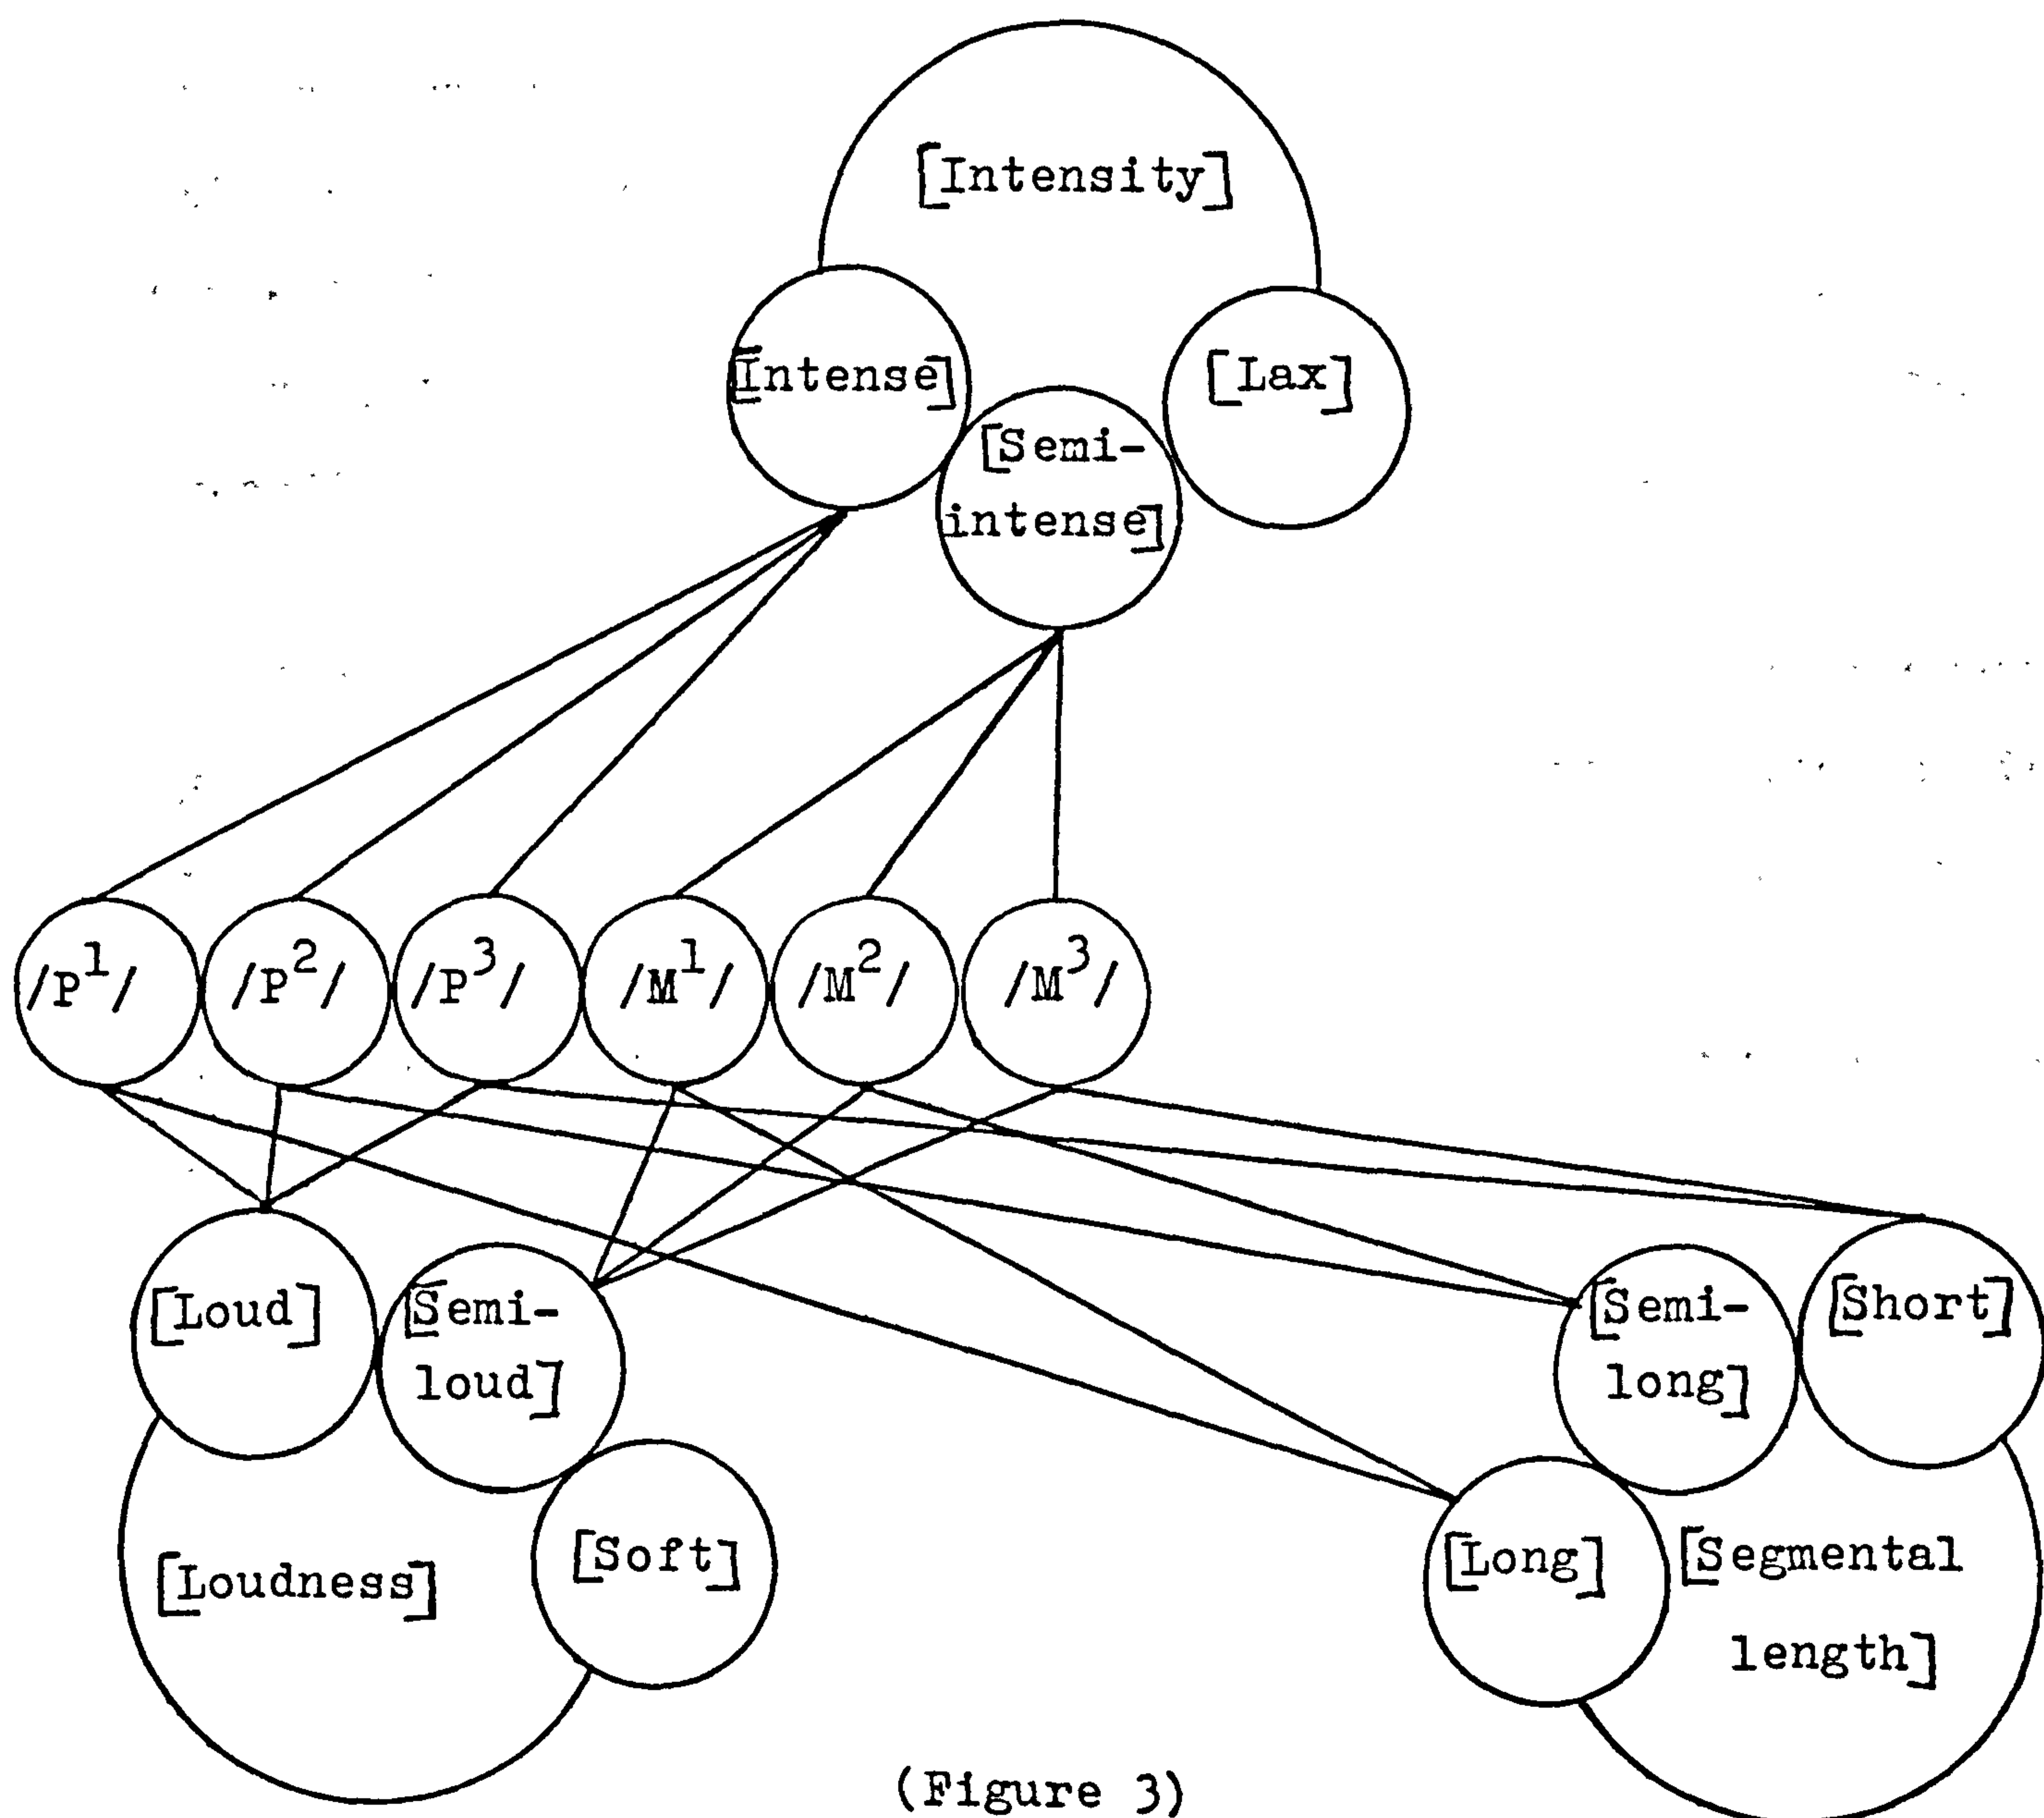 [Intensity]
[Intense]
[Lax]
[Semi-
intense]
/P¹/
/P²/
/P³/
/M¹/
/M²/
/M³/
[Loud]
[Semi-
loud]
[Soft]
[Loudness]
[Semi-
long]
[Short]
[Long]
[Segmental
length]
(Figure 3)